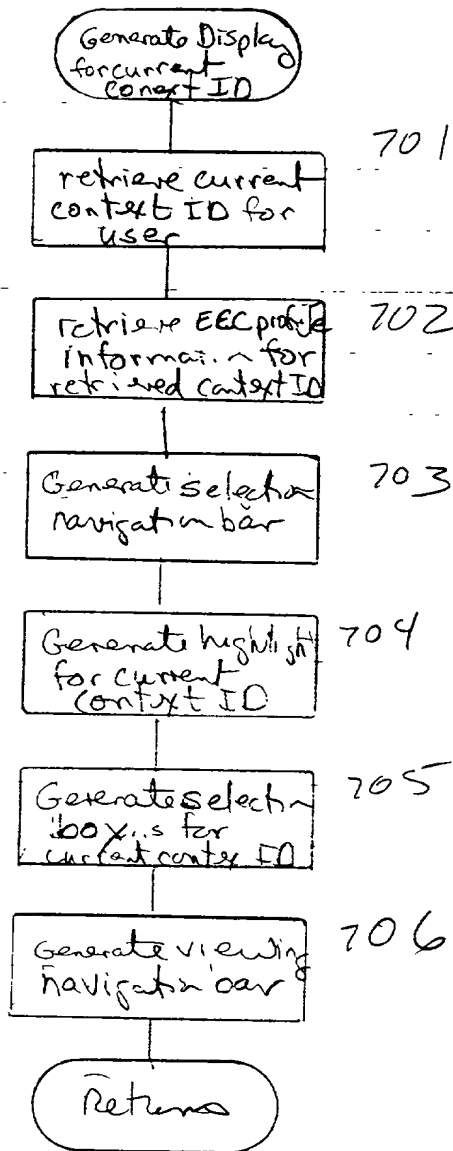 Generate Display
for current
conext ID
701
retrieve current
context ID for
user
702
retrieve EEC profile
information for
retrieved context ID
703
Generate selection
navigation bar
704
Generate highlight
for current
context ID
705
Generate selection
boxes for
current contex ID
706
Generate viewing
navigation bar
Return